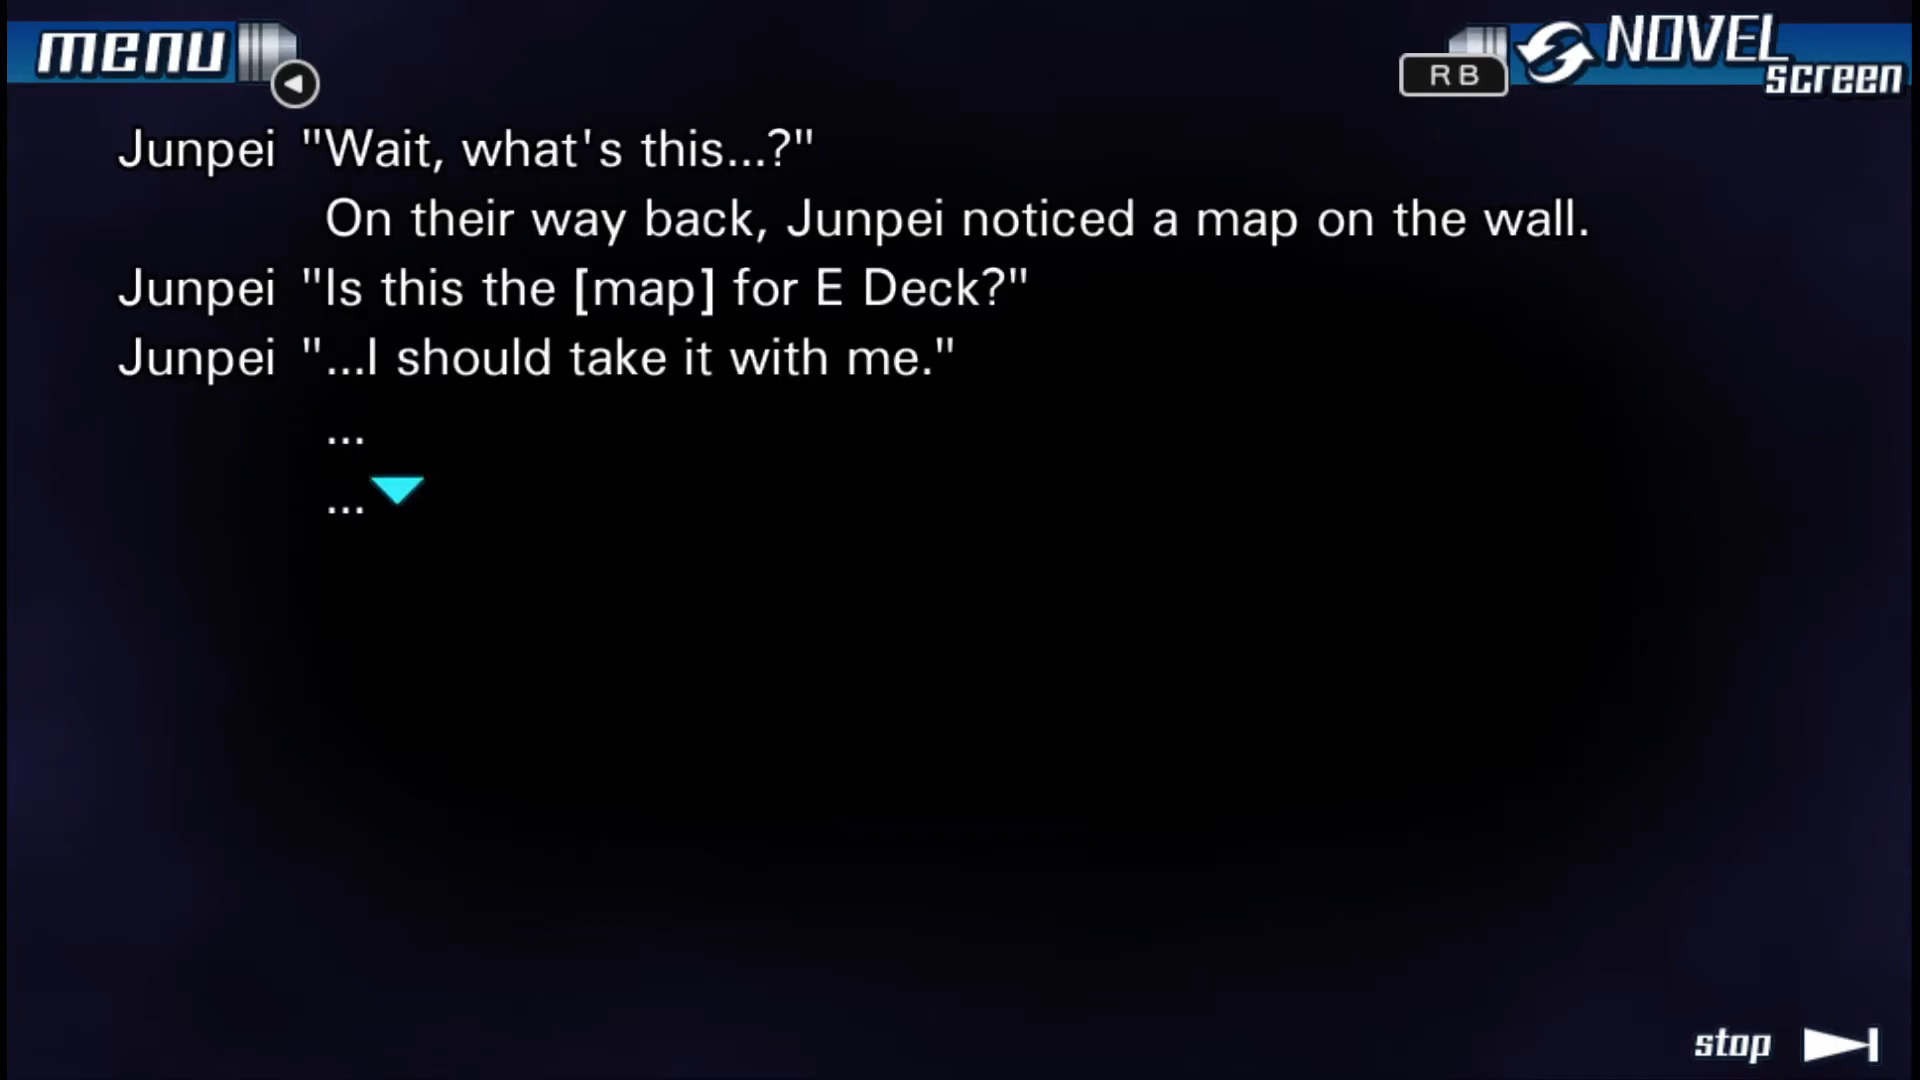 menu
RB
NOVEL
screen
Junpei "Wait, what's this...?"
On their way back, Junpei noticed a map on the wall.
Junpei "Is this the [map] for E Deck?"
Junpei "...I should take it with me."
...
...
stop